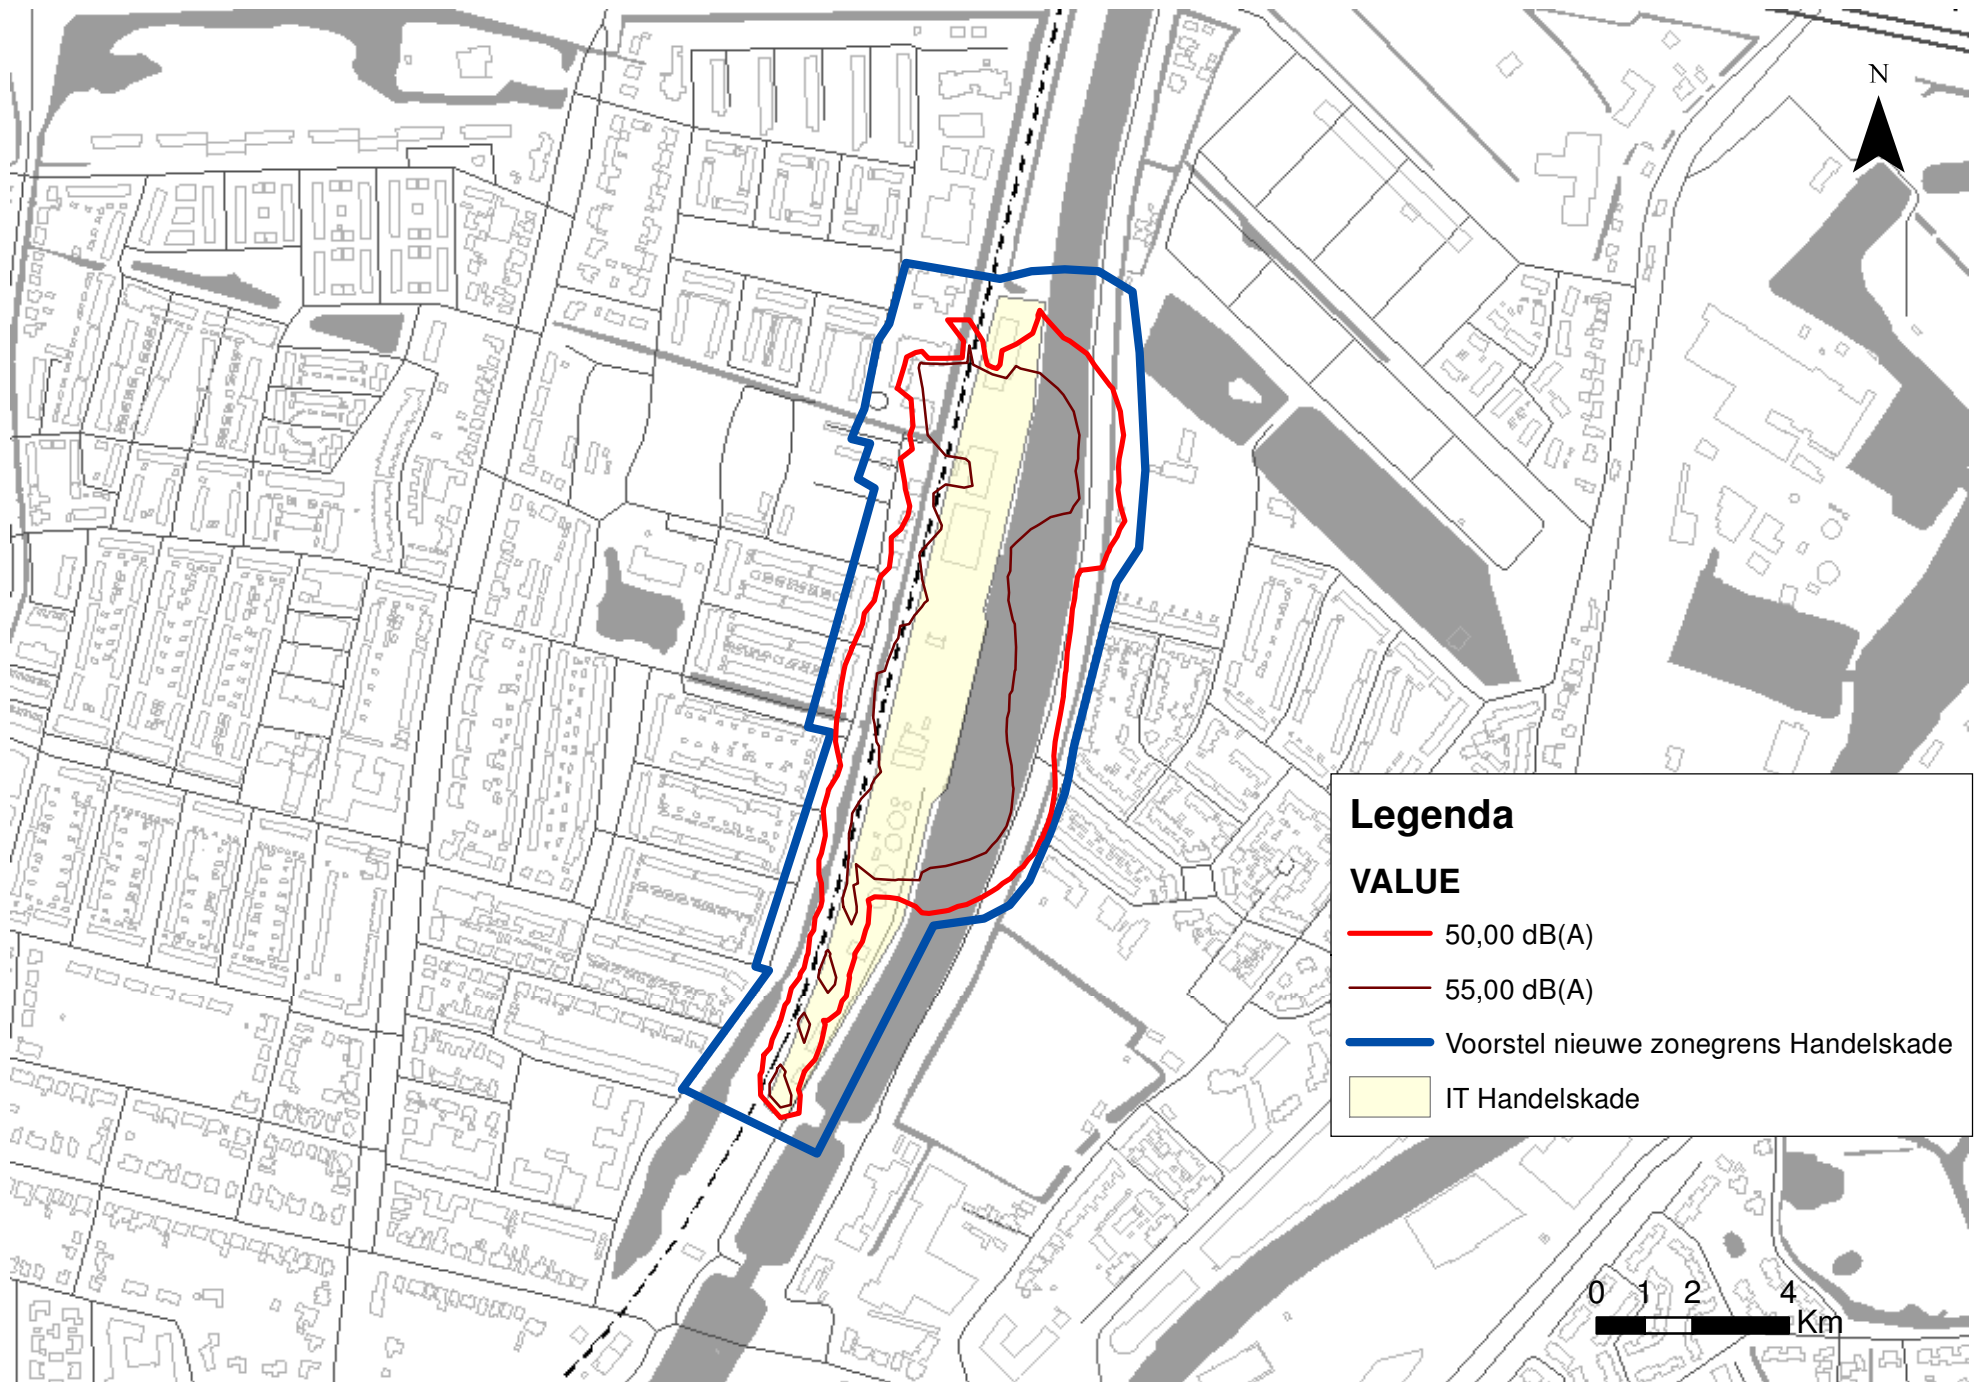 N
Legenda
VALUE
50,00 dB(A)
55,00 dB(A)
Voorstel nieuwe zonegrens Handelskade
IT Handelskade
0 1 2 4
Km